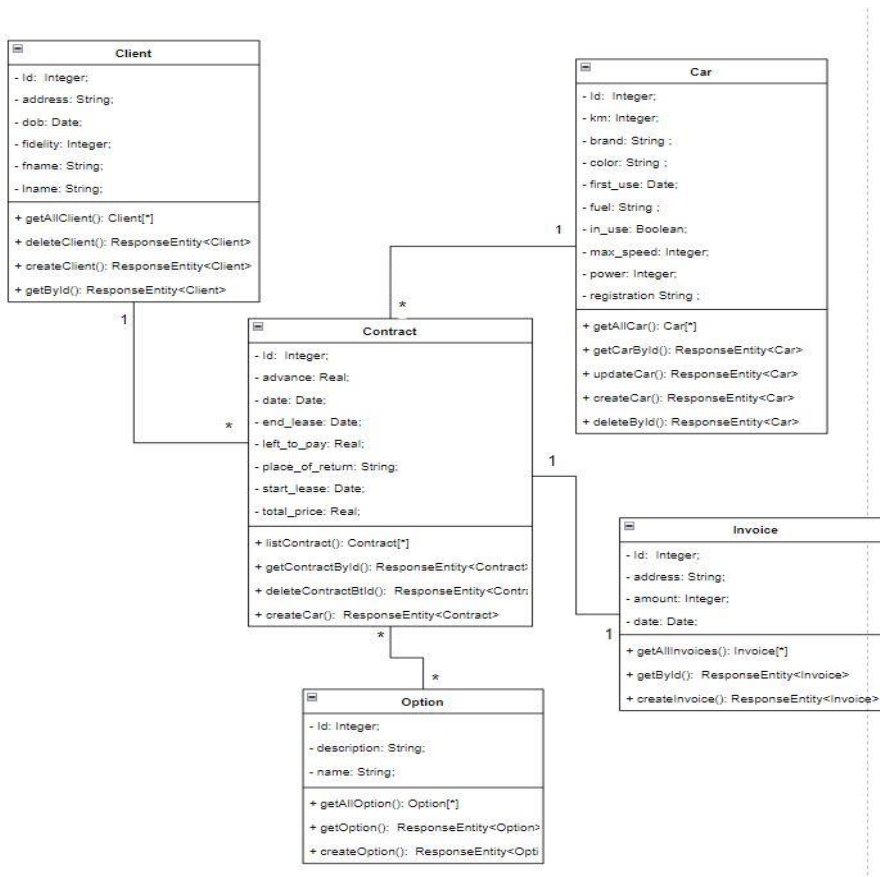 Client
- Id: Integer;
- address: String;
- dob: Date;
- fidelity: Integer;
- fname: String;
- lname: String;
+ getAllClient(): Client[*]
+ deleteClient(): ResponseEntity<Client>
+ createClient(): ResponseEntity<Client>
+ getById(): ResponseEntity<Client>
1
*
Car
- Id: Integer;
- km: Integer;
- brand: String ;
- color: String ;
- first_use: Date;
- fuel: String ;
- in_use: Boolean;
- max_speed: Integer;
- power: Integer;
- registration String ;
+ getAllCar(): Car[*]
+ getCarById(): ResponseEntity<Car>
+ updateCar(): ResponseEntity<Car>
+ createCar(): ResponseEntity<Car>
+ deleteById(): ResponseEntity<Car>
1
*
Contract
- Id: Integer;
- advance: Real;
- date: Date;
- end_lease: Date;
- left_to_pay: Real;
- place_of_return: String;
- start_lease: Date;
- total_price: Real;
+ listContract(): Contract[*]
+ getContractById(): ResponseEntity<Contract>
+ deleteContractBtId(): ResponseEntity<Contr
+ createCar(): ResponseEntity<Contract>
1
1
Invoice
- Id: Integer;
- address: String;
- amount: Integer;
- date: Date;
+ getAllInvoices(): Invoice[*]
+ getById(): ResponseEntity<Invoice>
+ createInvoice(): ResponseEntity<Invoice>
*
*
Option
- Id: Integer;
- description: String;
- name: String;
+ getAllOption(): Option[*]
+ getOption(): ResponseEntity<Option>
+ createOption(): ResponseEntity<Opti